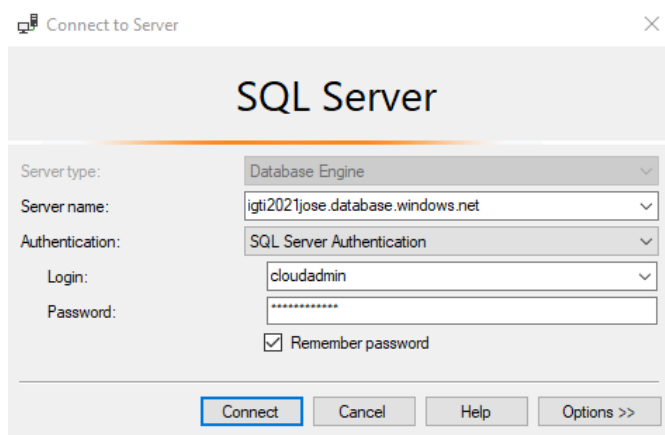 Connect to Server
SQL Server
Server type: Database Engine
Server name: igti2021jose.database.windows.net
Authentication: SQL Server Authentication
Login: cloudadmin
Password: ************
Remember password
Connect Cancel Help Options >>